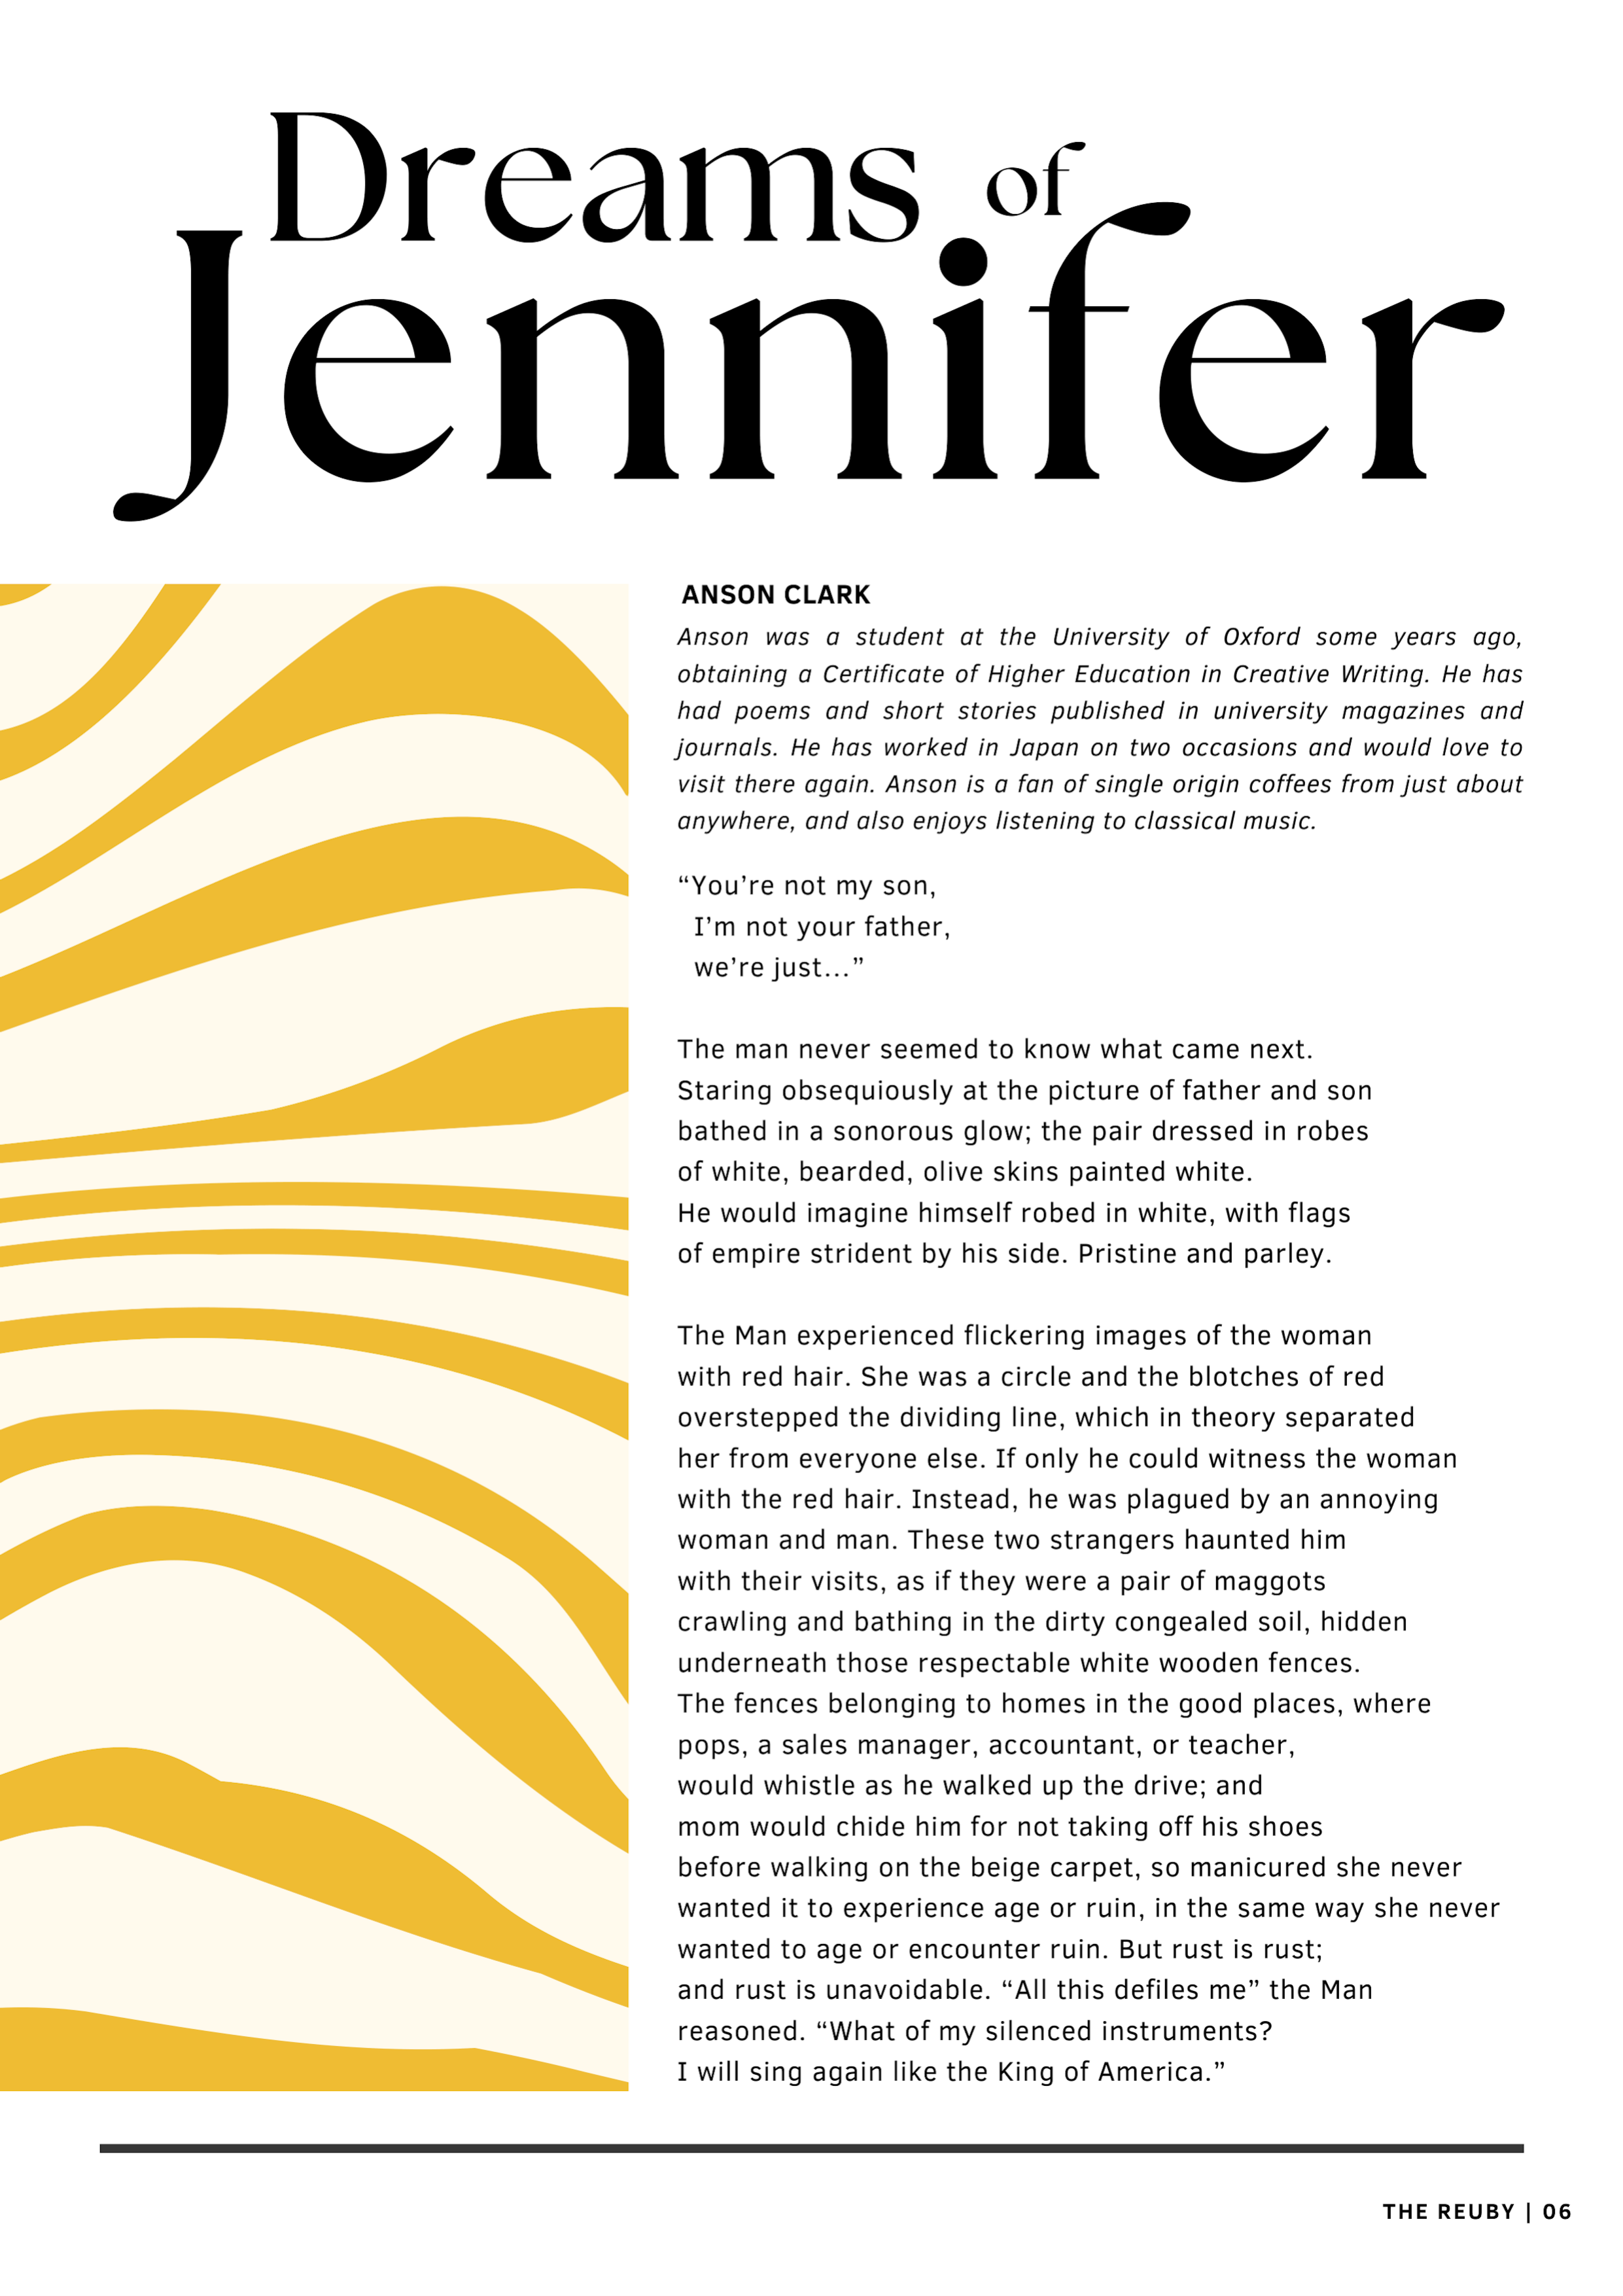 Dreams of
Jennifer
ANSON CLARK
Anson was a student at the University of Oxford some years ago,
obtaining a Certificate of Higher Education in Creative Writing. He has
had poems and short stories published in university magazines and
journals. He has worked in Japan on two occasions and would love to
visit there again. Anson is a fan of single origin coffees from just about
anywhere, and also enjoys listening to classical music.
“You’re not my son,
I’m not your father,
we’re just...”
The man never seemed to know what came next.
Staring obsequiously at the picture of father and son
bathed in a sonorous glow; the pair dressed in robes
of white, bearded, olive skins painted white.
He would imagine himself robed in white, with flags
of empire strident by his side. Pristine and parley.
The Man experienced flickering images of the woman
with red hair. She was a circle and the blotches of red
overstepped the dividing line, which in theory separated
her from everyone else. If only he could witness the woman
with the red hair. Instead, he was plagued by an annoying
woman and man. These two strangers haunted him
with their visits, as if they were a pair of maggots
crawling and bathing in the dirty congealed soil, hidden
underneath those respectable white wooden fences.
The fences belonging to homes in the good places, where
pops, a sales manager, accountant, or teacher,
would whistle as he walked up the drive; and
mom would chide him for not taking off his shoes
before walking on the beige carpet, so manicured she never
wanted it to experience age or ruin, in the same way she never
wanted to age or encounter ruin. But rust is rust;
and rust is unavoidable. “All this defiles me” the Man
reasoned. “What of my silenced instruments?
I will sing again like the King of America.”
THE REUBY | 06